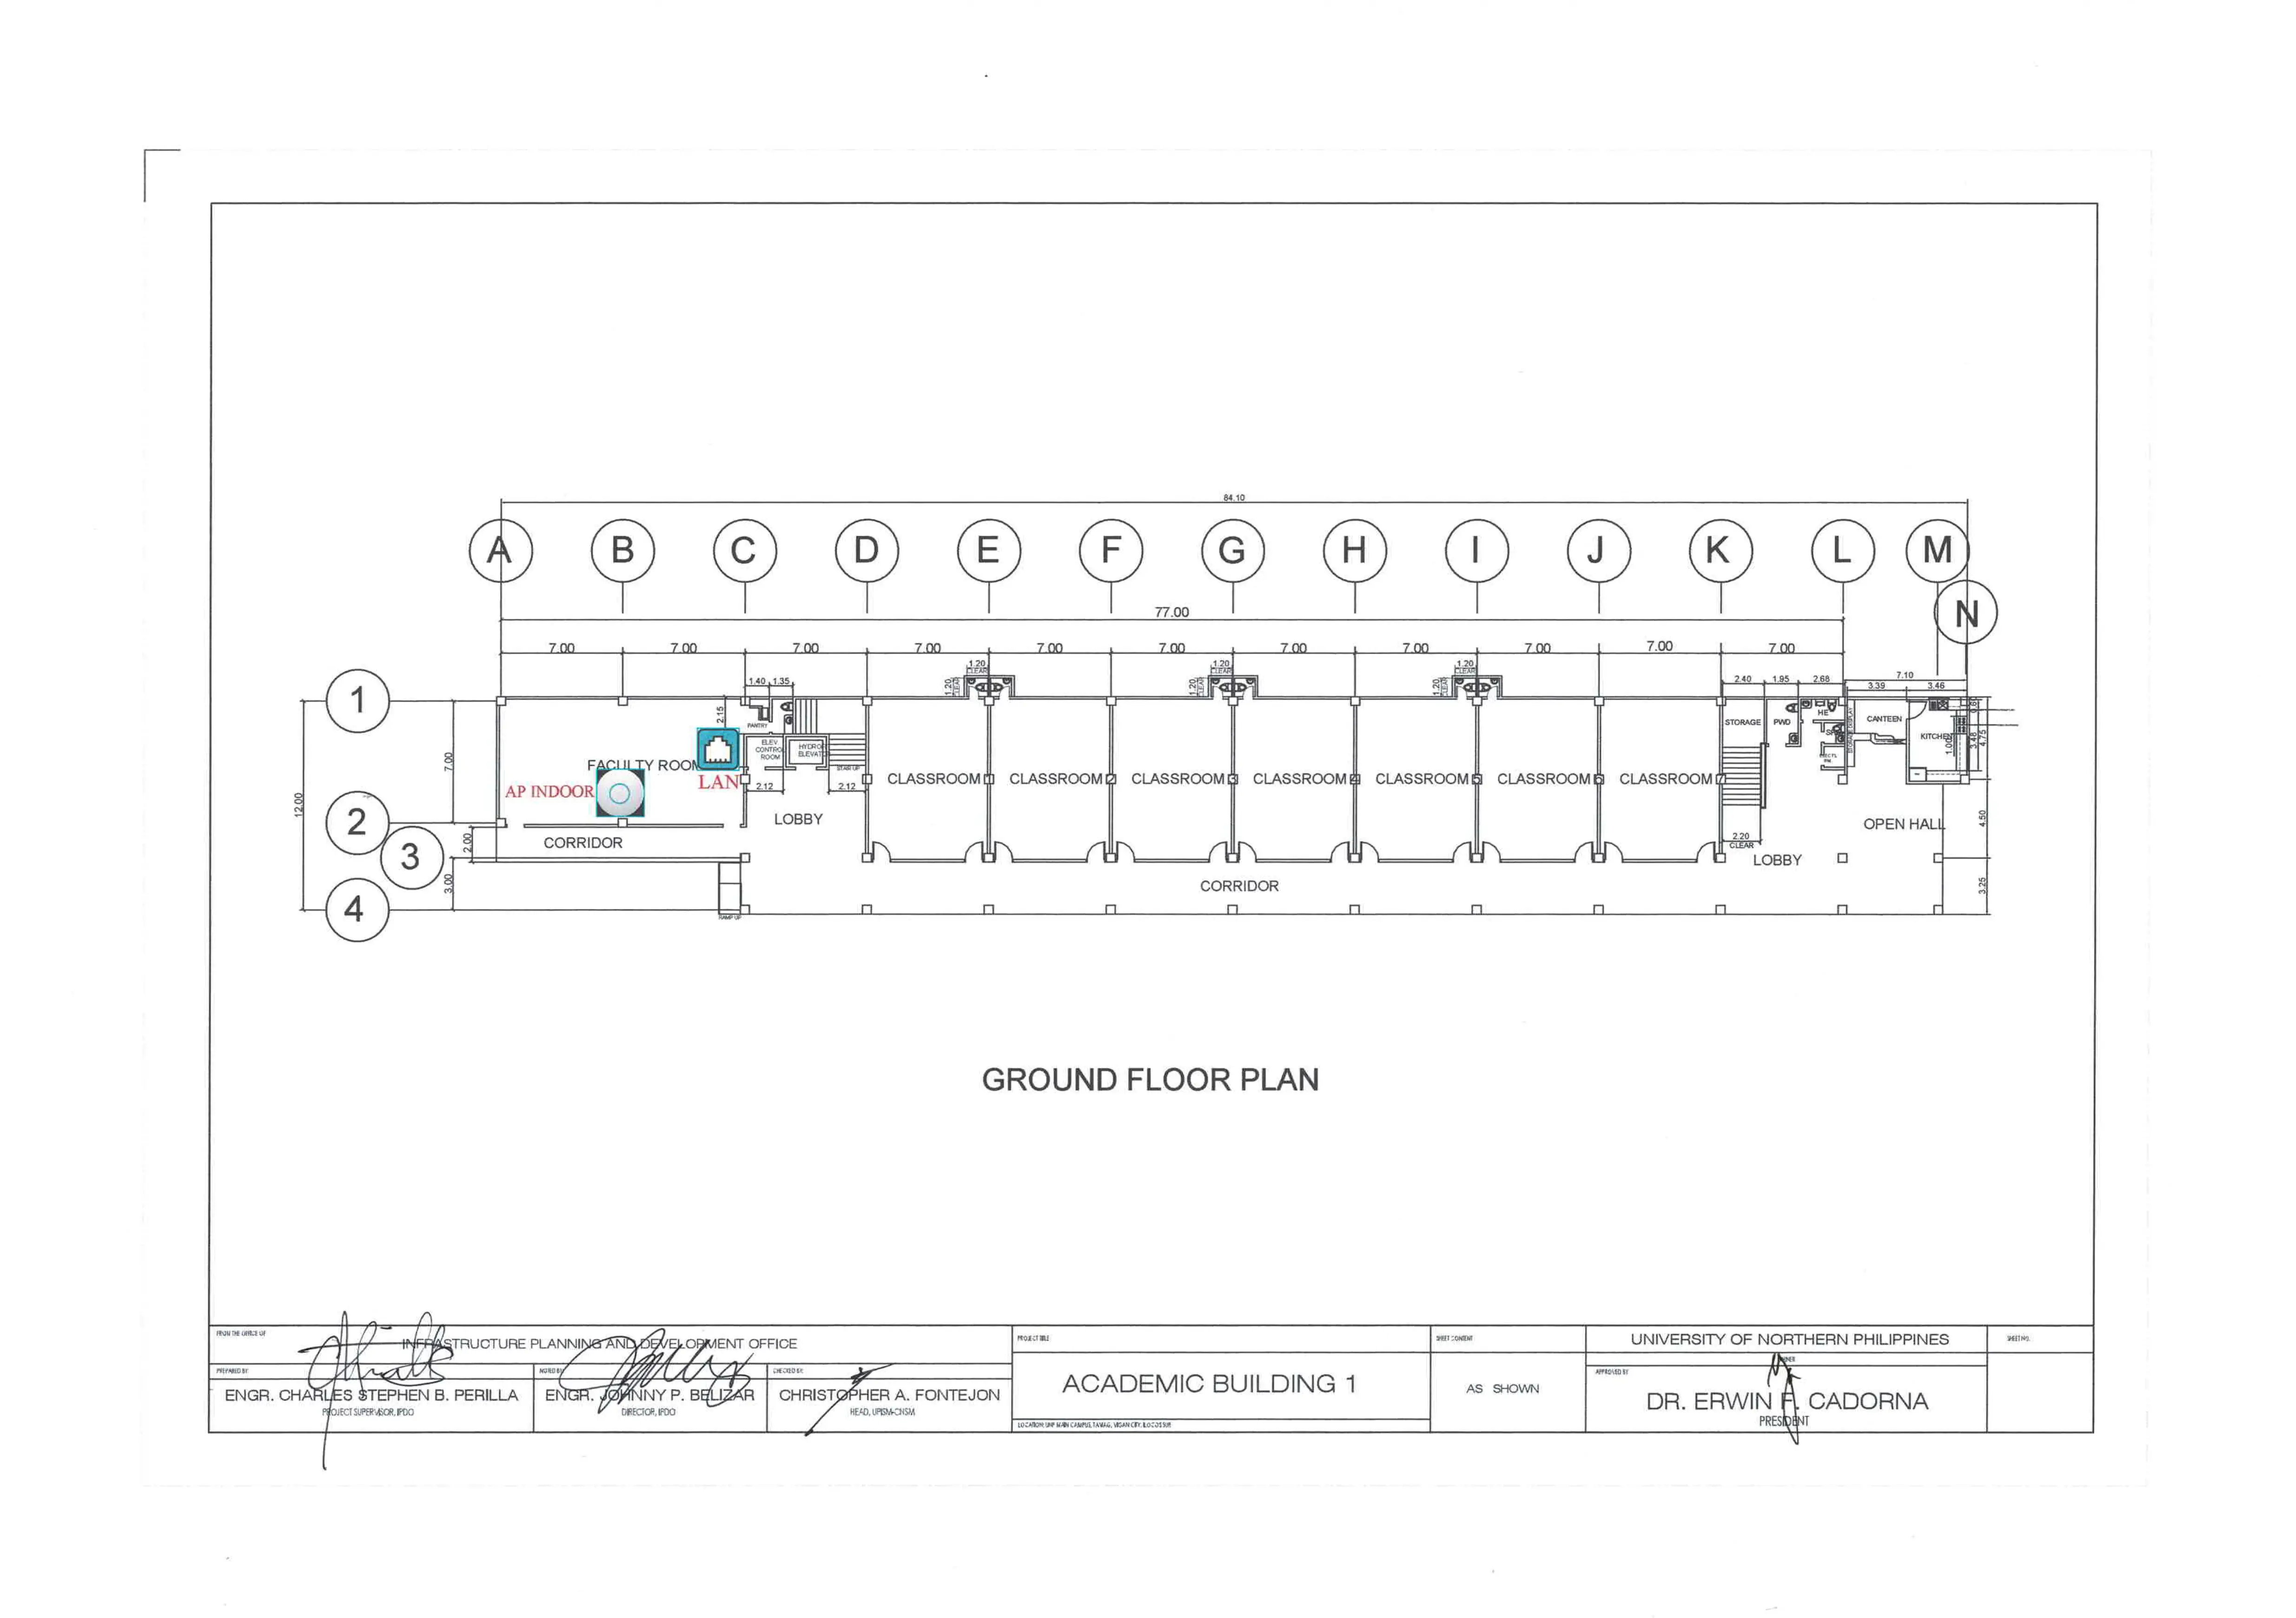 84.10
A B C D E F G H I J K L M
N
77.00
7.00 7.00 7.00 7.00 7.00 7.00 7.00 7.00 7.00 7.00 7.00
1.20 CLEAR 1.20 CLEAR 1.20 CLEAR
1.20 CLEAR 1.20 CLEAR 1.20 CLEAR
1.40 1.35
2.40 1.95 2.68
7.10
3.39 3.46
1
2
3
4
12.00
7.00
2.00
3.00
2.15
PANTRY
ELEV. CONTROL ROOM
STAIR UP
2.12 2.12
FACULTY ROOM
LAN
AP INDOOR
LOBBY
CORRIDOR
RAMP UP
CLASSROOM 1 CLASSROOM 2 CLASSROOM 3 CLASSROOM 4 CLASSROOM 5 CLASSROOM 6 CLASSROOM 7
STORAGE PWD HE
CANTEEN
KITCHEN
1.00
3.48
4.75
4.50
3.25
2.20
CLEAR
LOBBY
OPEN HALL
CORRIDOR
GROUND FLOOR PLAN
FROM THE OFFICE OF
INFRASTRUCTURE PLANNING AND DEVELOPMENT OFFICE
PREPARED BY
ENGR. CHARLES STEPHEN B. PERILLA
PROJECT SUPERVISOR, IPDO
NOTED BY
ENGR. JOHNNY P. BELIZAR
DIRECTOR, IPDO
CHECKED BY
CHRISTOPHER A. FONTEJON
HEAD, UPISM-CNSM
PROJECT TITLE
ACADEMIC BUILDING 1
LOCATION: UNP MAIN CAMPUS, TAMAG, VIGAN CITY, ILOCOS SUR
SHEET CONTENT
AS SHOWN
UNIVERSITY OF NORTHERN PHILIPPINES
OWNER
APPROVED BY
DR. ERWIN F. CADORNA
PRESIDENT
SHEET NO.